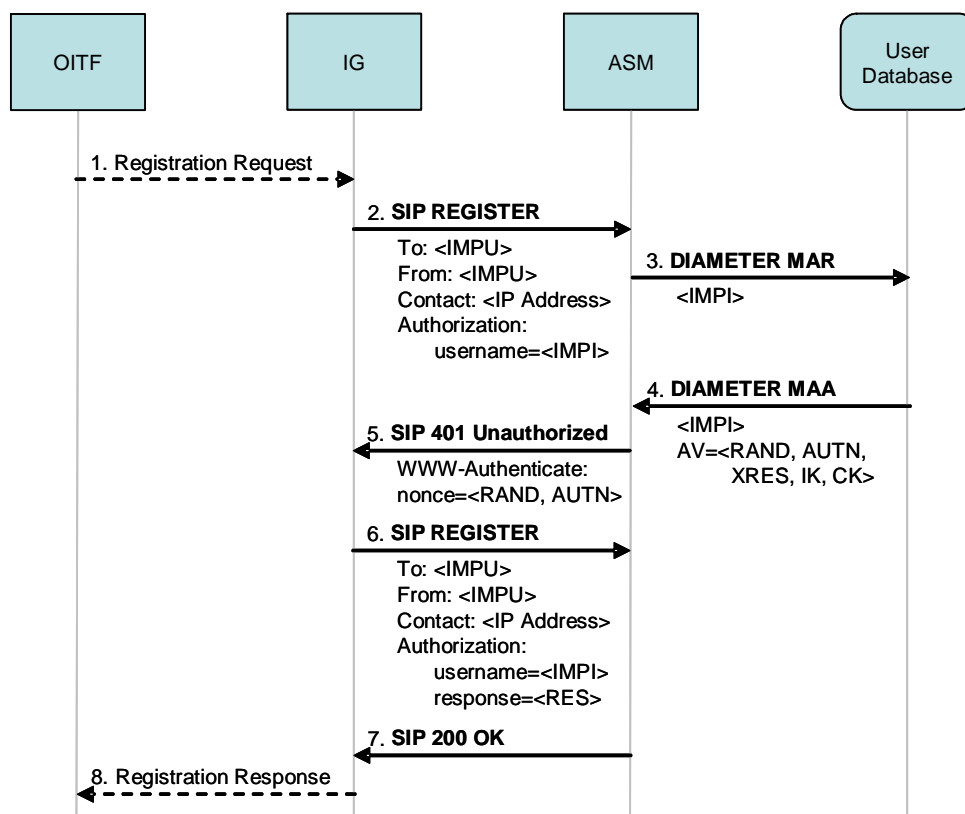 OITF
IG
ASM
User
Database
1. Registration Request
2. SIP REGISTER
To: <IMPU>
From: <IMPU>
Contact: <IP Address>
Authorization:
username=<IMPI>
3. DIAMETER MAR
<IMPI>
4. DIAMETER MAA
<IMPI>
AV=<RAND, AUTN,
XRES, IK, CK>
5. SIP 401 Unauthorized
WWW-Authenticate:
nonce=<RAND, AUTN>
6. SIP REGISTER
To: <IMPU>
From: <IMPU>
Contact: <IP Address>
Authorization:
username=<IMPI>
response=<RES>
7. SIP 200 OK
8. Registration Response